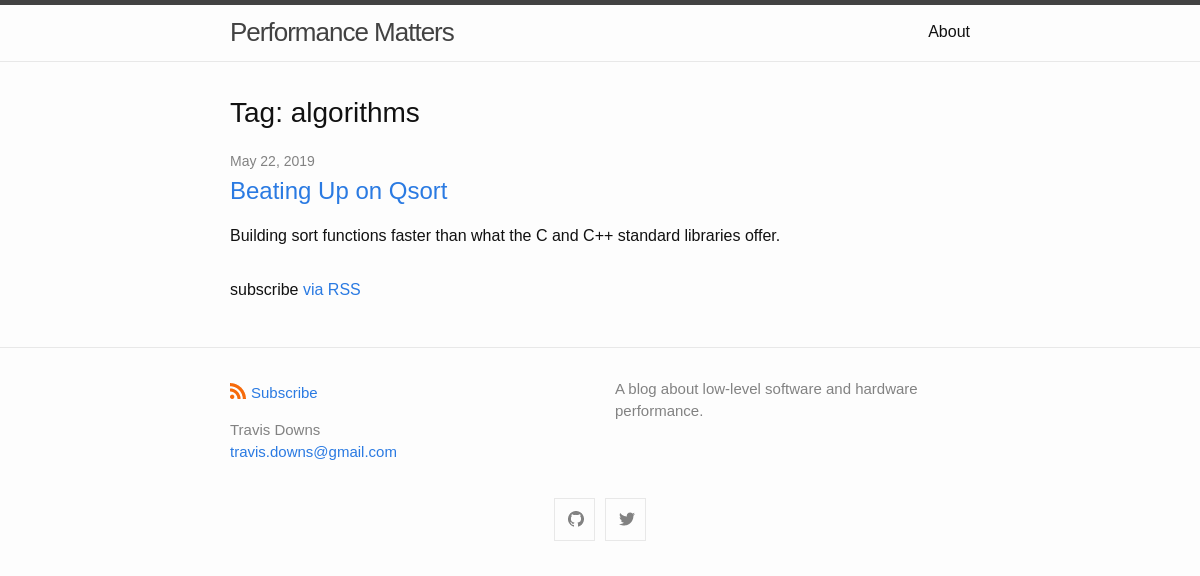 Performance Matters
About
Tag: algorithms
May 22, 2019
Beating Up on Qsort
Building sort functions faster than what the C and C++ standard libraries offer.
subscribe via RSS
Subscribe
Travis Downs
travis.downs@gmail.com
A blog about low-level software and hardware
performance.